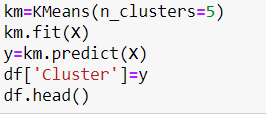 km=KMeans(n_clusters=5)
km.fit(X)
y=km.predict(X)
df['Cluster']=y
df.head()